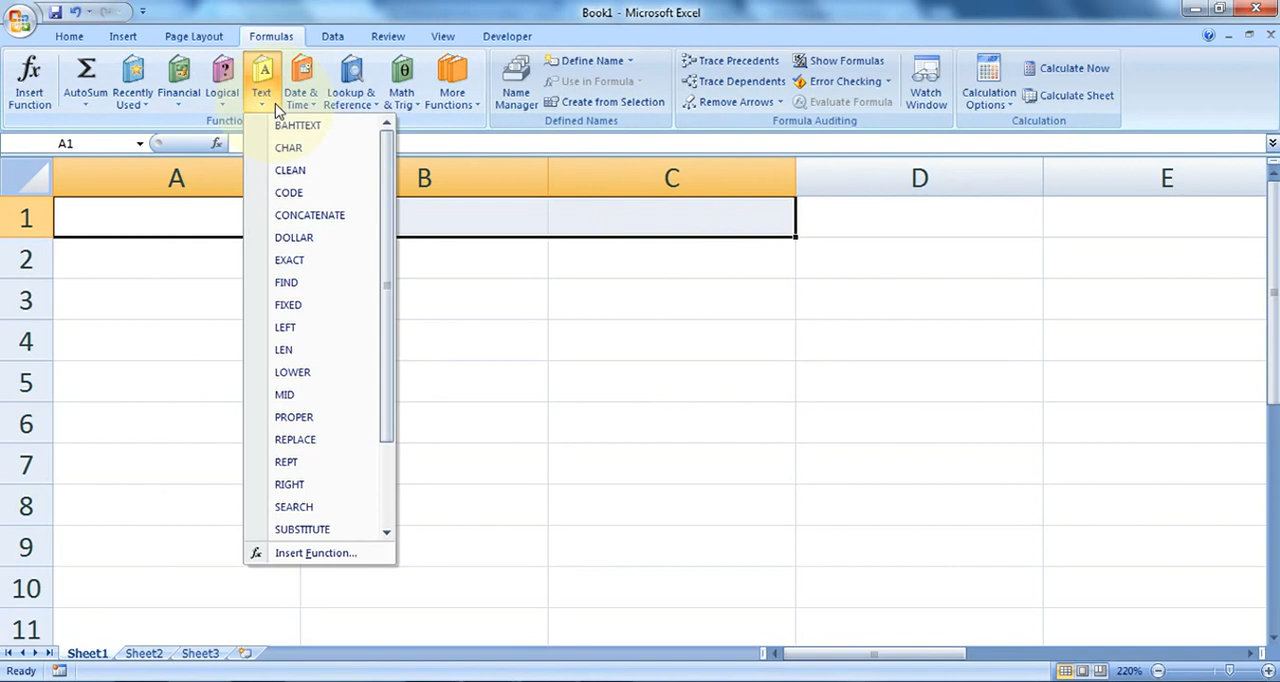 Book1 - Microsoft Excel
Home Insert Page Layout Formulas Data Review View Developer
fx Σ A ? θ
Insert Function
AutoSum
Recently Used
Financial
Logical
Text
Date & Time
Lookup & Reference
Math & Trig
More Functions
Functio
Name Manager
Define Name
Use in Formula
Create from Selection
Defined Names
Trace Precedents
Trace Dependents
Remove Arrows
Show Formulas
Error Checking
Evaluate Formula
Formula Auditing
Watch Window
Calculation Options
Calculate Now
Calculate Sheet
Calculation
A1 fx
A B C D E
BAHTTEXT
CHAR
CLEAN
CODE
CONCATENATE
DOLLAR
EXACT
FIND
FIXED
LEFT
LEN
LOWER
MID
PROPER
REPLACE
REPT
RIGHT
SEARCH
SUBSTITUTE
fx Insert Function...
1
2
3
4
5
6
7
8
9
10
11
Sheet1 Sheet2 Sheet3
Ready 220%